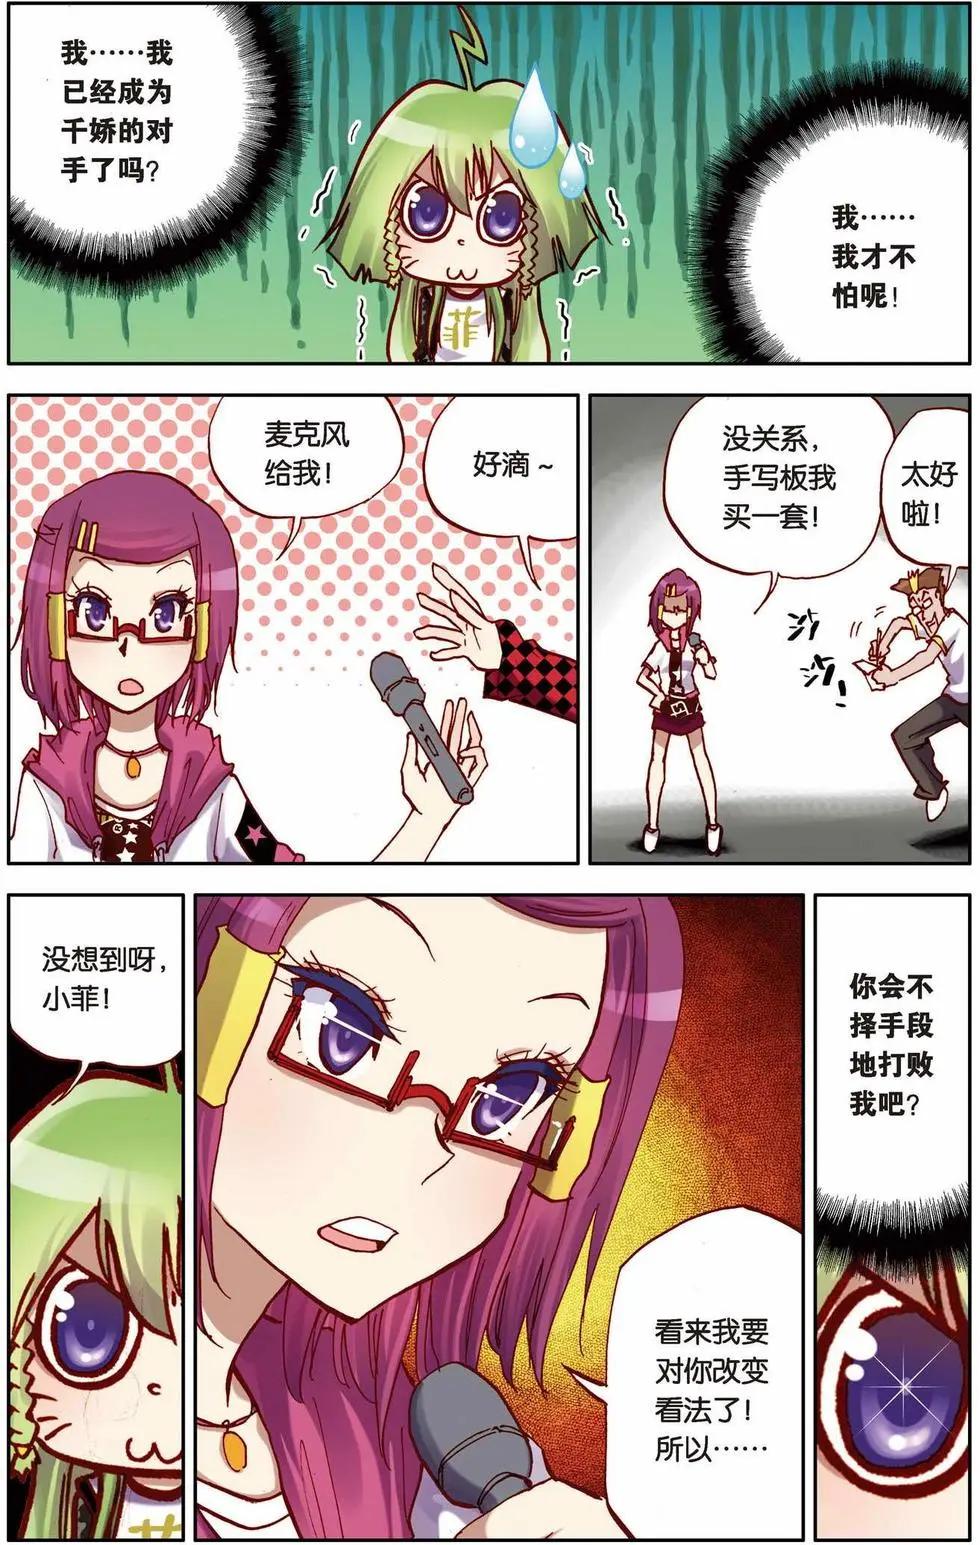 我……我
已经成为
千娇的对
手了吗？
我……
我才不
怕呢！
菲
麦克风
给我！
好滴～
没关系，
手写板我
买一套！
太好
啦！
没想到呀，
小菲！
菲
看来我要
对你改变
看法了！
所以……
你会不
择手段
地打败
我吧？